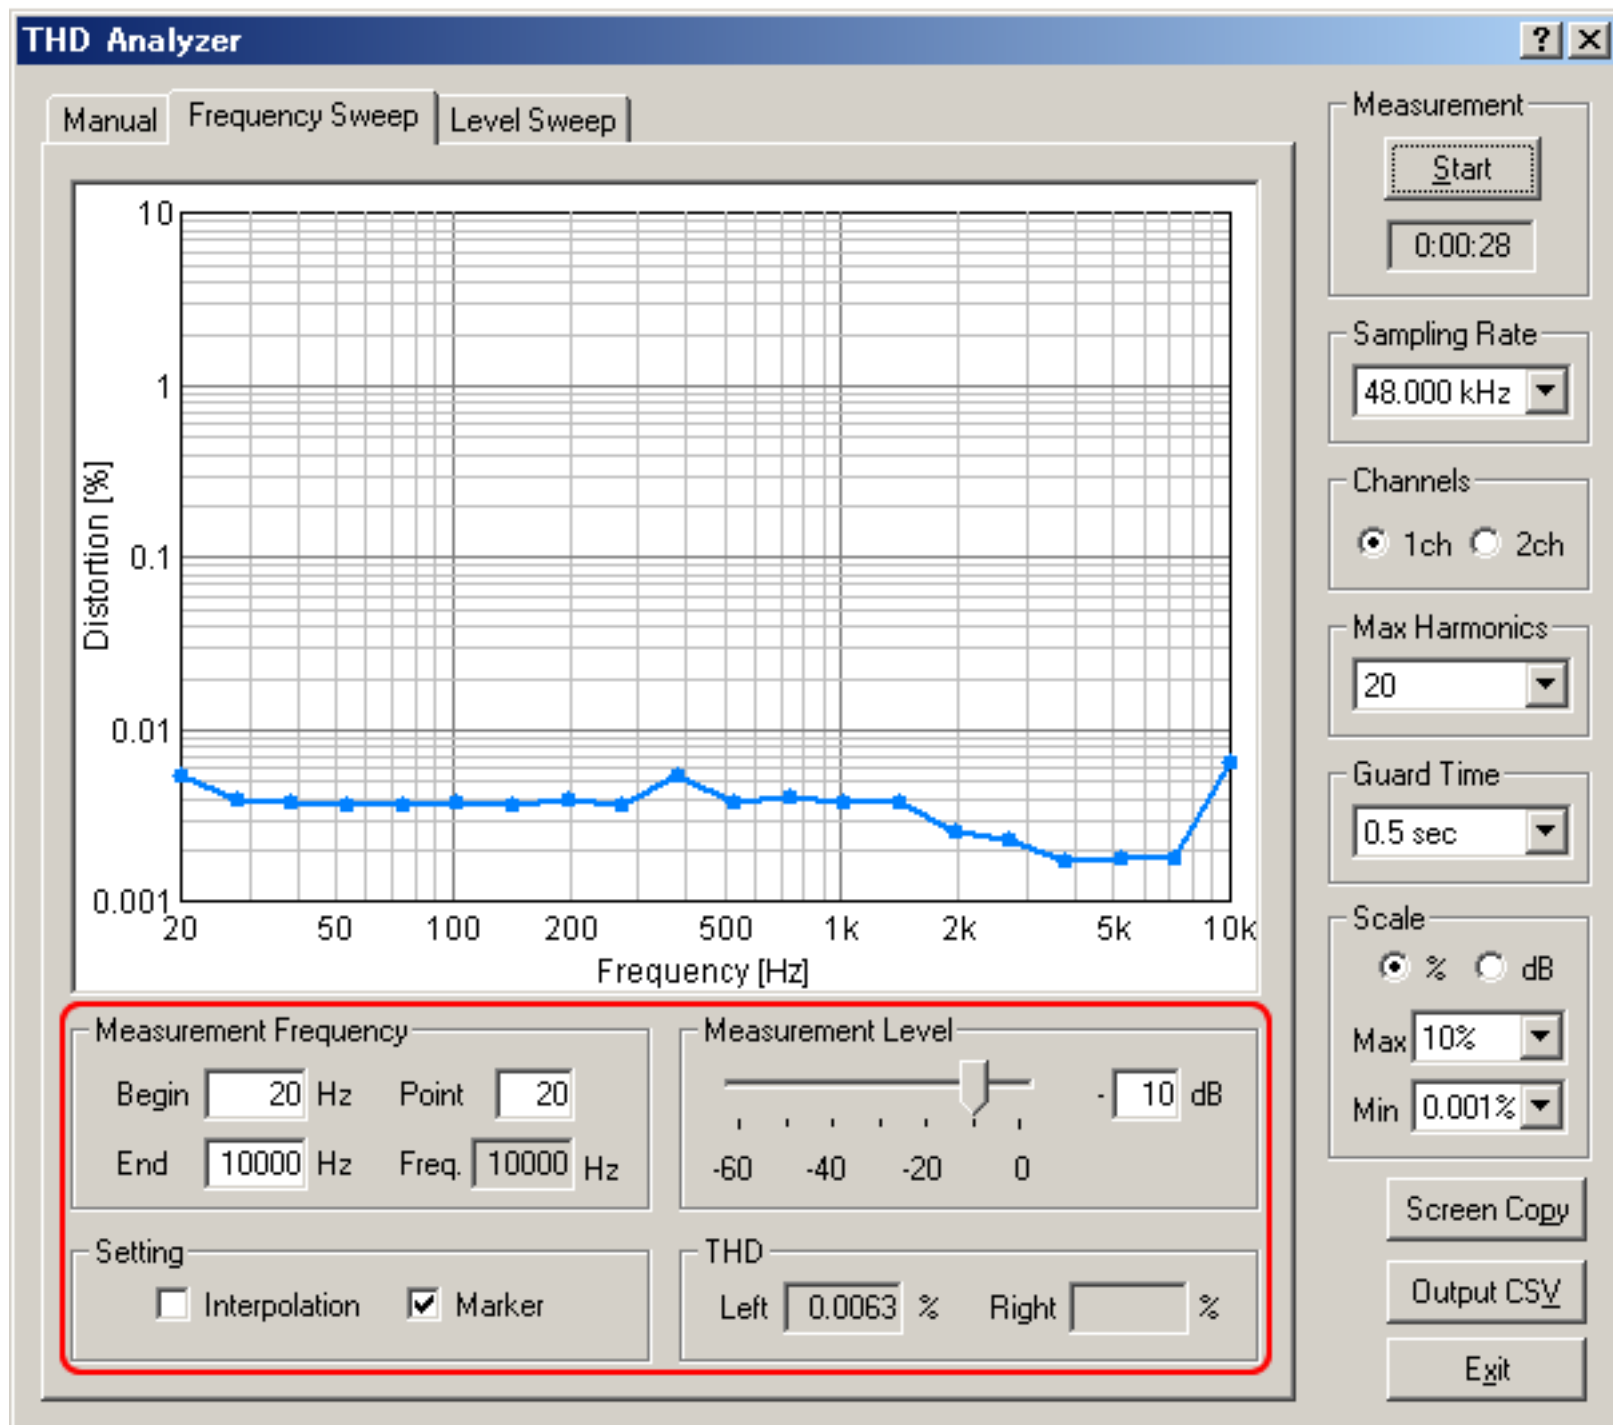 THD Analyzer
Manual
Frequency Sweep
Level Sweep
10
1
0.1
0.01
0.001
Distortion [%]
20 50 100 200 500 1k 2k 5k 10k
Frequency [Hz]
Measurement Frequency
Begin 20 Hz Point 20
End 10000 Hz Freq. 10000 Hz
Measurement Level
- 10 dB
-60 -40 -20 0
Setting
Interpolation Marker
THD
Left 0.0063 % Right %
Measurement
Start
0:00:28
Sampling Rate
48.000 kHz
Channels
1ch 2ch
Max Harmonics
20
Guard Time
0.5 sec
Scale
% dB
Max 10%
Min 0.001%
Screen Copy
Output CSV
Exit